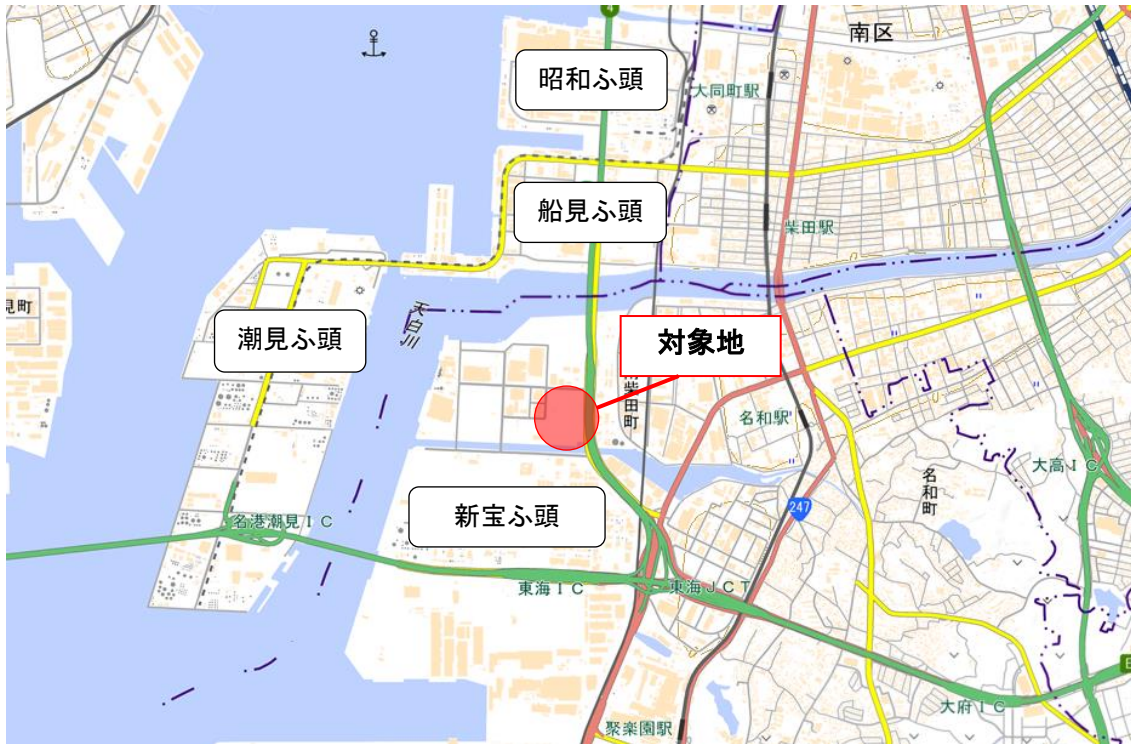 4
南区
昭和ふ頭
大同町駅
船見ふ頭
柴田駅
天白川
見町
潮見ふ頭
対象地
柴田町
名和駅
大高IC
名和町
247
新宝ふ頭
名港潮見IC
東海IC
東海JCT
大府IC
聚楽園駅